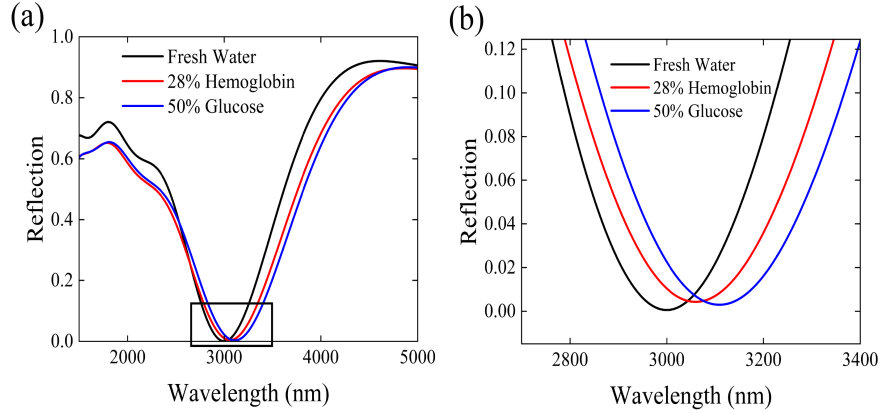 (a)
1.0
0.8
0.6
0.4
0.2
0.0
Reflection
Fresh Water
28% Hemoglobin
50% Glucose
2000 3000 4000 5000
Wavelength (nm)
(b)
0.12
0.10
0.08
0.06
0.04
0.02
0.00
Reflection
Fresh Water
28% Hemoglobin
50% Glucose
2800 3000 3200 3400
Wavelength (nm)